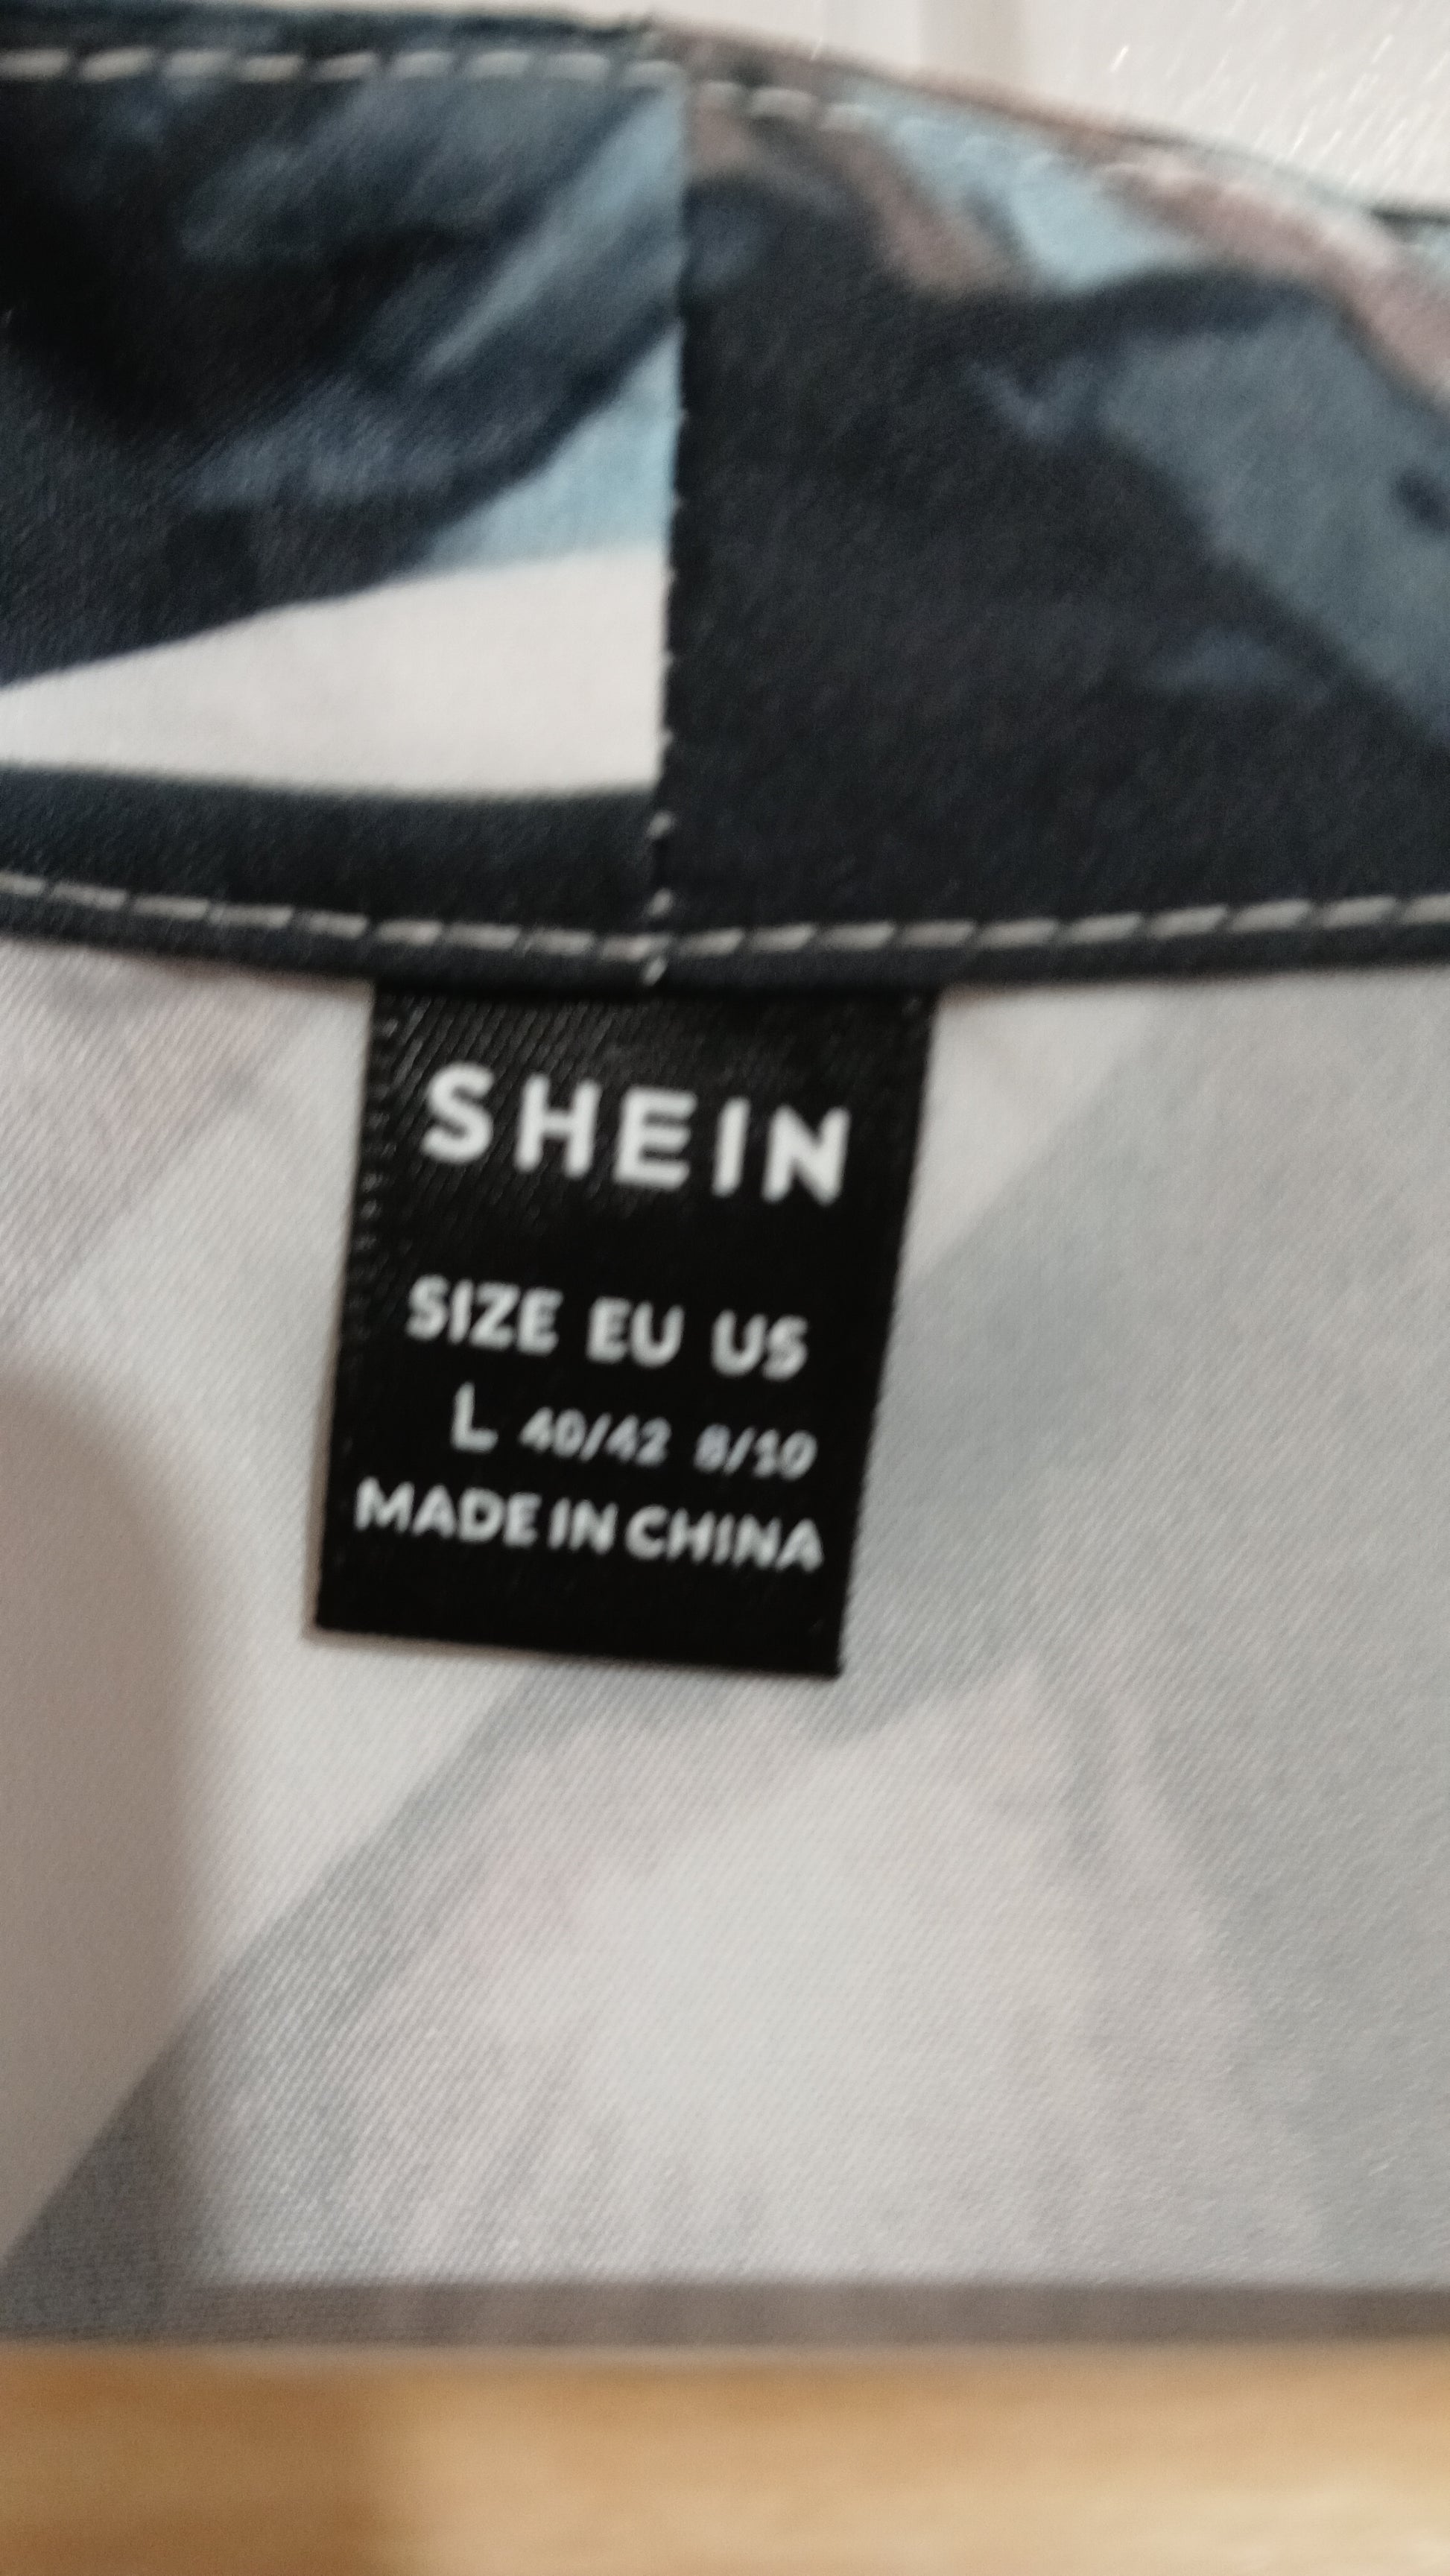 SHEIN
SIZE EU US
L 40/42 8/10
MADE IN CHINA